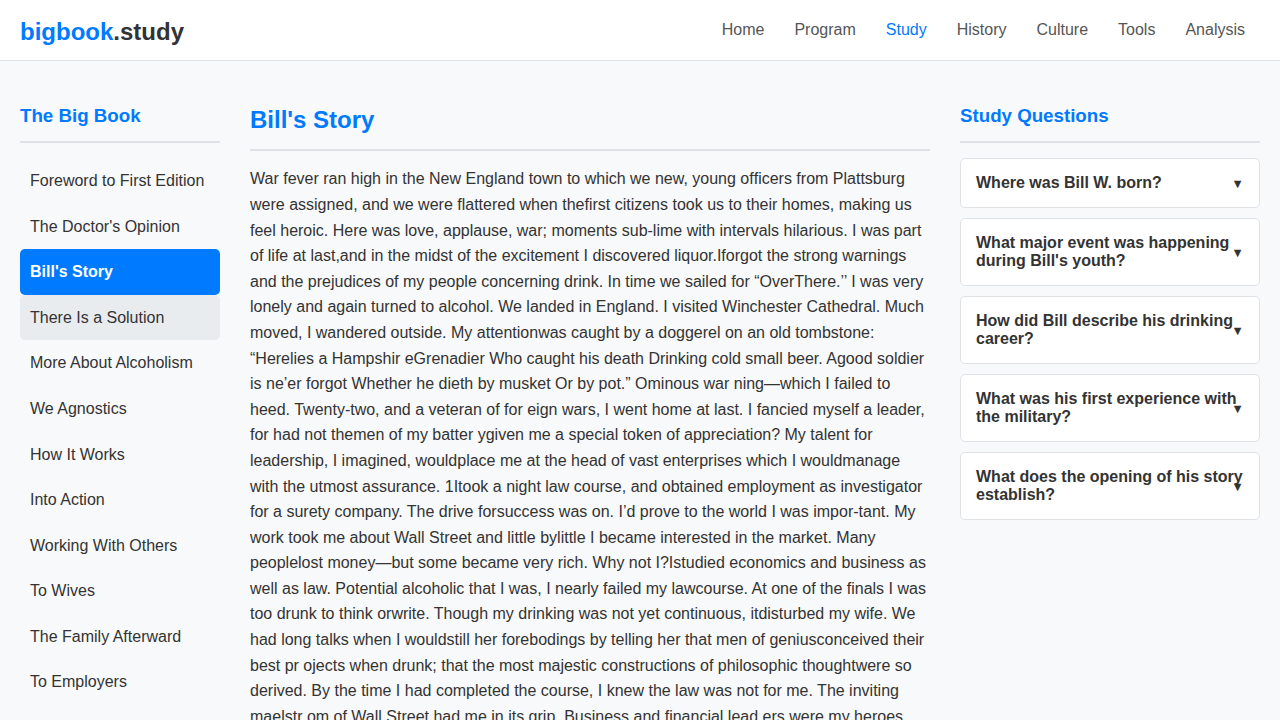 bigbook.study
Home
Program
Study
History
Culture
Tools
Analysis
The Big Book
Foreword to First Edition
The Doctor's Opinion
Bill's Story
There Is a Solution
More About Alcoholism
We Agnostics
How It Works
Into Action
Working With Others
To Wives
The Family Afterward
To Employers
Bill's Story
War fever ran high in the New England town to which we new, young officers from Plattsburg
were assigned, and we were flattered when thefirst citizens took us to their homes, making us
feel heroic. Here was love, applause, war; moments sub-lime with intervals hilarious. I was part
of life at last,and in the midst of the excitement I discovered liquor.Iforgot the strong warnings
and the prejudices of my people concerning drink. In time we sailed for “OverThere.’’ I was very
lonely and again turned to alcohol. We landed in England. I visited Winchester Cathedral. Much
moved, I wandered outside. My attentionwas caught by a doggerel on an old tombstone:
“Herelies a Hampshir eGrenadier Who caught his death Drinking cold small beer. Agood soldier
is ne’er forgot Whether he dieth by musket Or by pot.” Ominous war ning—which I failed to
heed. Twenty-two, and a veteran of for eign wars, I went home at last. I fancied myself a leader,
for had not themen of my batter ygiven me a special token of appreciation? My talent for
leadership, I imagined, wouldplace me at the head of vast enterprises which I wouldmanage
with the utmost assurance. 1Itook a night law course, and obtained employment as investigator
for a surety company. The drive forsuccess was on. I’d prove to the world I was impor-tant. My
work took me about Wall Street and little bylittle I became interested in the market. Many
peoplelost money—but some became very rich. Why not I?Istudied economics and business as
well as law. Potential alcoholic that I was, I nearly failed my lawcourse. At one of the finals I was
too drunk to think orwrite. Though my drinking was not yet continuous, itdisturbed my wife. We
had long talks when I wouldstill her forebodings by telling her that men of geniusconceived their
best pr ojects when drunk; that the most majestic constructions of philosophic thoughtwere so
derived. By the time I had completed the course, I knew the law was not for me. The inviting
maelstr om of Wall Street had me in its grip. Business and financial lead ers were my heroes.
Study Questions
Where was Bill W. born? ▼
What major event was happening
during Bill's youth? ▼
How did Bill describe his drinking
career? ▼
What was his first experience with
the military? ▼
What does the opening of his story
establish? ▼